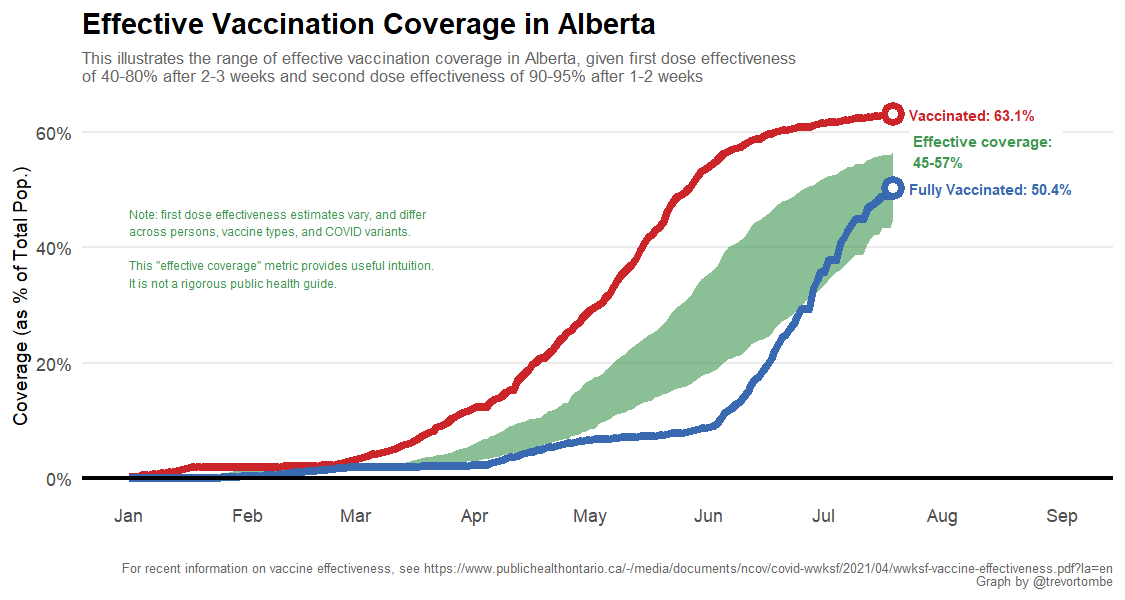 Effective Vaccination Coverage in Alberta
This illustrates the range of effective vaccination coverage in Alberta, given first dose effectiveness
of 40-80% after 2-3 weeks and second dose effectiveness of 90-95% after 1-2 weeks
Coverage (as % of Total Pop.)
60%
40%
20%
0%
Vaccinated: 63.1%
Effective coverage:
45-57%
Fully Vaccinated: 50.4%
Note: first dose effectiveness estimates vary, and differ
across persons, vaccine types, and COVID variants.
This "effective coverage" metric provides useful intuition.
It is not a rigorous public health guide.
Jan Feb Mar Apr May Jun Jul Aug Sep
For recent information on vaccine effectiveness, see https://www.publichealthontario.ca/-/media/documents/ncov/covid-wwksf/2021/04/wwksf-vaccine-effectiveness.pdf?la=en
Graph by @trevortombe